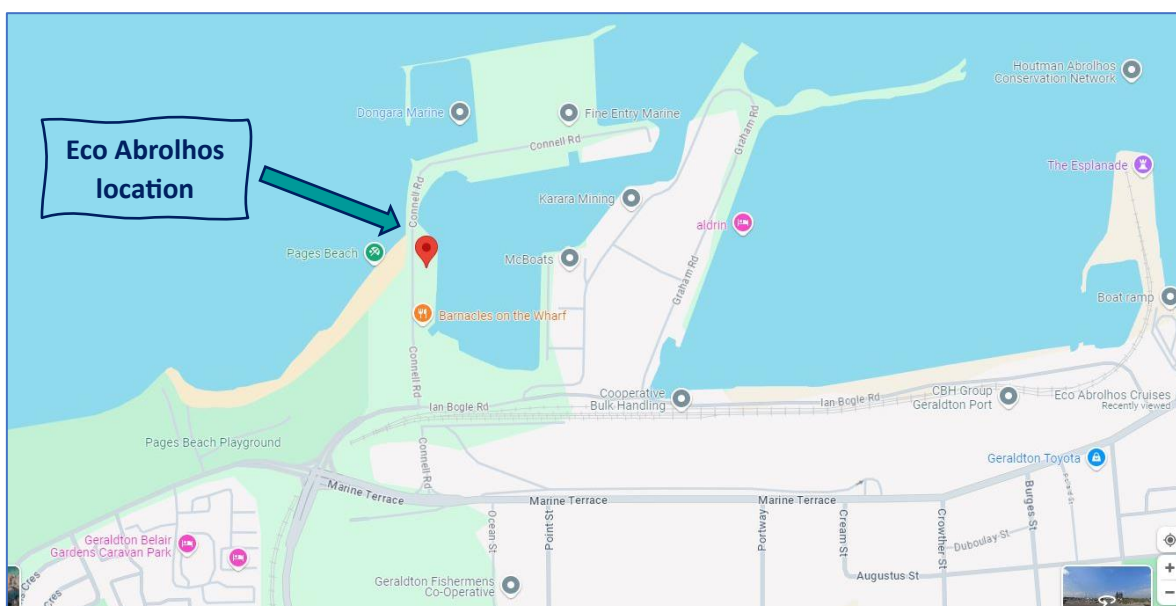 Houtman Abrolhos
Conservation Network
Dongara Marine
Fine Entry Marine
Connell Rd
Graham Rd
Eco Abrolhos
location
The Esplanade
Connell Rd
Karara Mining
aldrin
Pages Beach
McBoats
Graham Rd
Boat ramp
Barnacles on the Wharf
Connell Rd
Cooperative
Bulk Handling
CBH Group
Geraldton Port
Eco Abrolhos Cruises
Recently viewed
Ian Bogle Rd
Ian Bogle Rd
Pages Beach Playground
Connell Rd
Geraldton Toyota
Marine Terrace
Marine Terrace
Marine Terrace
Ocean St
Point St
Portway
Cream St
Crowther St
Burges St
Duboulay St
Geraldton Belair
Gardens Caravan Park
Augustus St
Geraldton Fishermens
Co-Operative
Cres